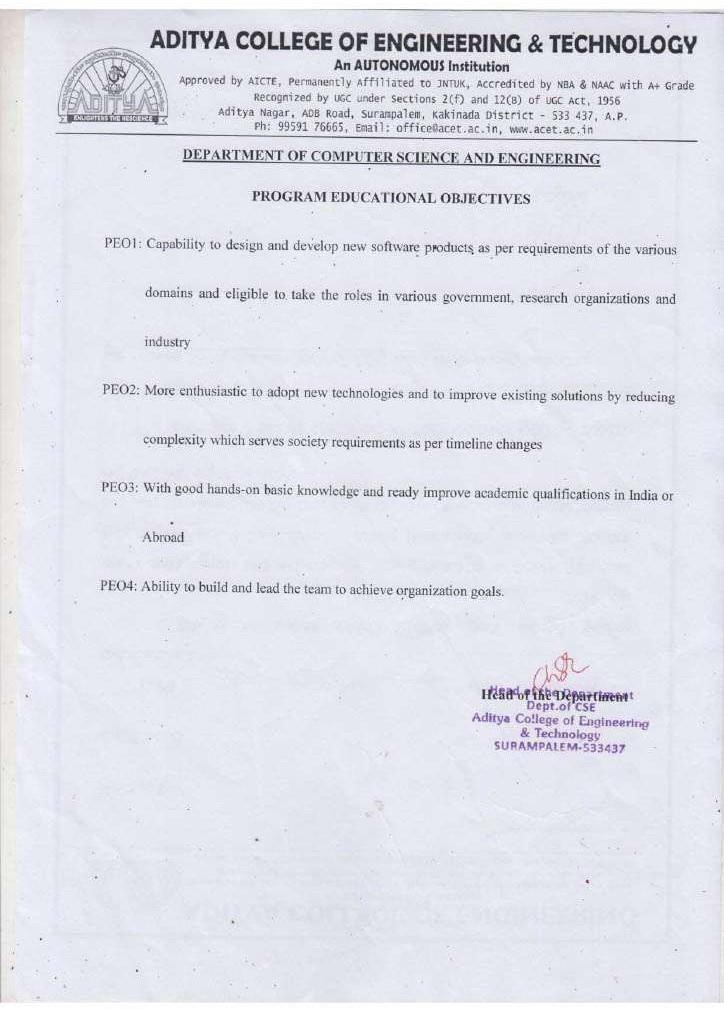 ADITYA COLLEGE OF ENGINEERING & TECHNOLOGY
An AUTONOMOUS Institution
Approved by AICTE, Permanently Affiliated to JNTUK, Accredited by NBA & NAAC with A+ Grade
Recognized by UGC under Sections 2(f) and 12(B) of UGC Act, 1956
Aditya Nagar, ADB Road, Surampalem, Kakinada District - 533 437, A.P.
Ph: 99591 76665, Email: office@acet.ac.in, www.acet.ac.in
ADITYA
ENLIGHTENS THE NESCIENCE
DEPARTMENT OF COMPUTER SCIENCE AND ENGINEERING
PROGRAM EDUCATIONAL OBJECTIVES
PEO1: Capability to design and develop new software products as per requirements of the various
domains and eligible to take the roles in various government, research organizations and
industry
PEO2: More enthusiastic to adopt new technologies and to improve existing solutions by reducing
complexity which serves society requirements as per timeline changes
PEO3: With good hands-on basic knowledge and ready improve academic qualifications in India or
Abroad
PEO4: Ability to build and lead the team to achieve organization goals.
Head of the Department
Head of the Department
Dept.of CSE
Aditya College of Engineering
& Technology
SURAMPALEM-533437